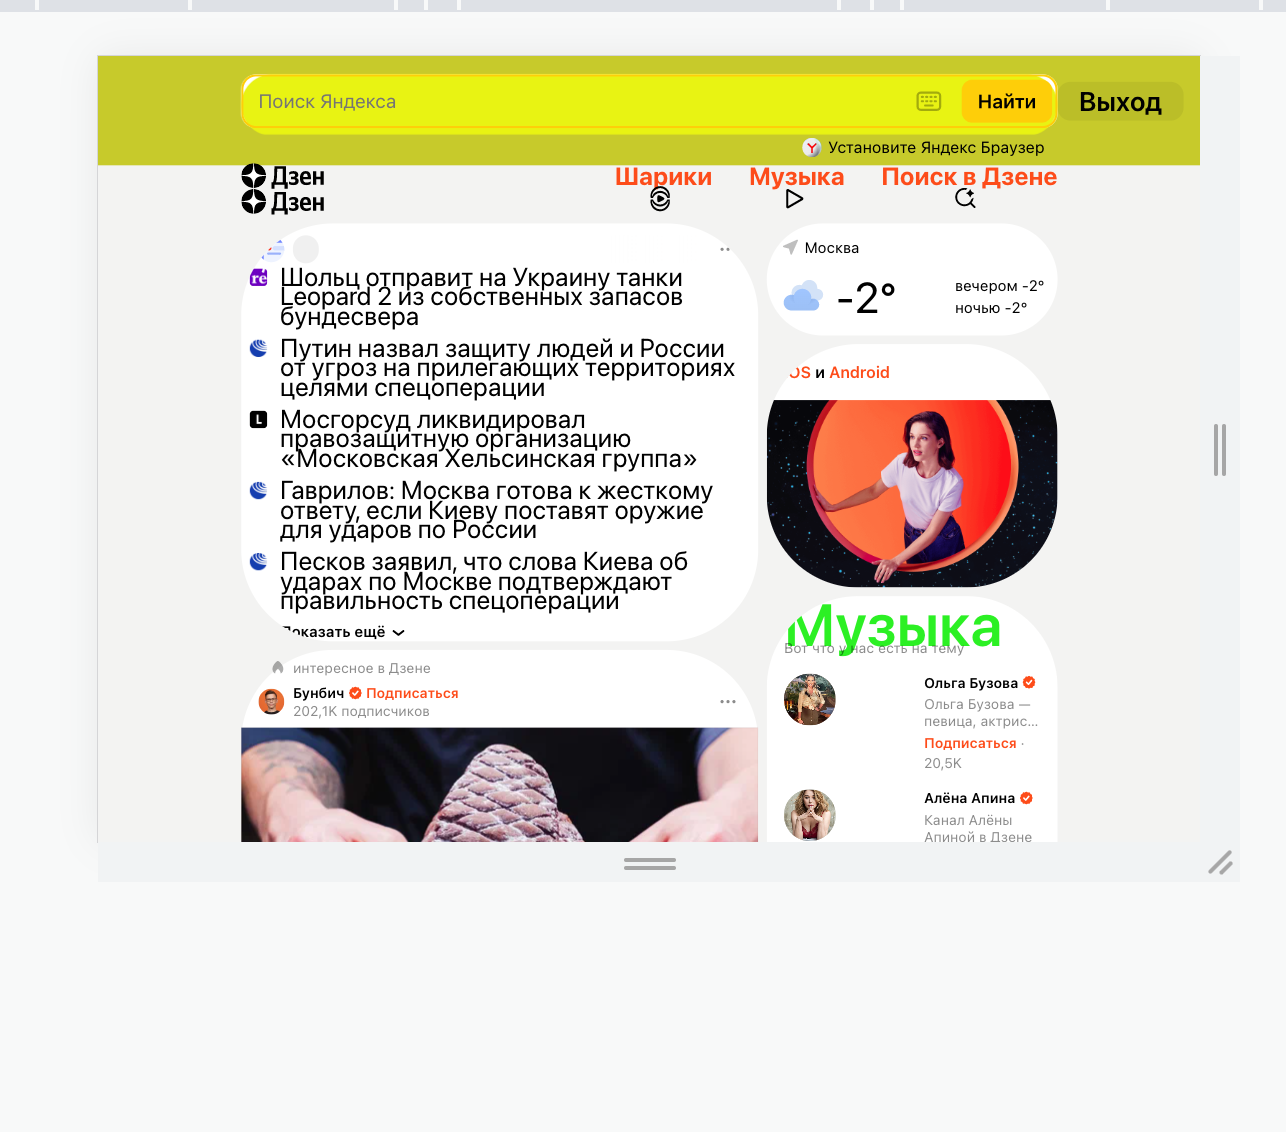 Поиск Яндекса
Найти
Выход
Установите Яндекс Браузер
Дзен
Дзен
Шарики
Музыка
Поиск в Дзене
Шольц отправит на Украину танки
Leopard 2 из собственных запасов
бундесвера
Путин назвал защиту людей и России
от угроз на прилегающих территориях
целями спецоперации
Мосгорсуд ликвидировал
правозащитную организацию
«Московская Хельсинская группа»
Гаврилов: Москва готова к жесткому
ответу, если Киеву поставят оружие
для ударов по России
Песков заявил, что слова Киева об
ударах по Москве подтверждают
правильность спецоперации
Показать ещё
интересное в Дзене
Бунбич Подписаться
202,1K подписчиков
Москва
-2°
вечером -2°
ночью -2°
OS и Android
Музыка
Вот что у нас есть на тему
Ольга Бузова
Ольга Бузова —
певица, актрис…
Подписаться ·
20,5K
Алёна Апина
Канал Алёны
Апиной в Дзене